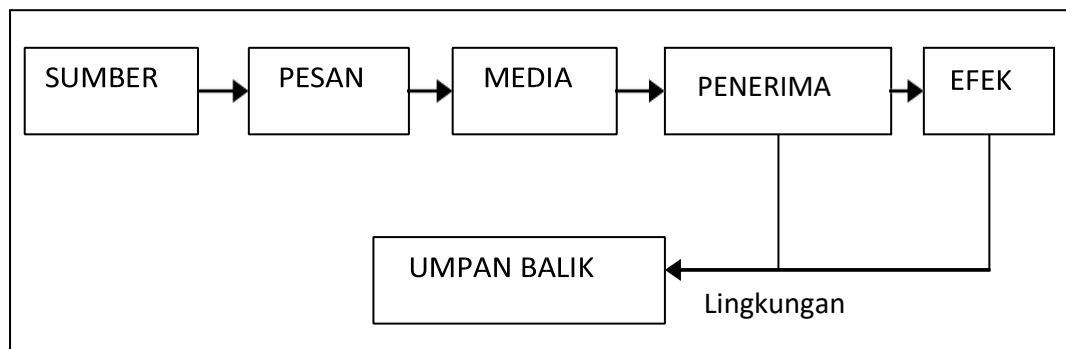 SUMBER
PESAN
MEDIA
PENERIMA
EFEK
UMPAN BALIK
Lingkungan